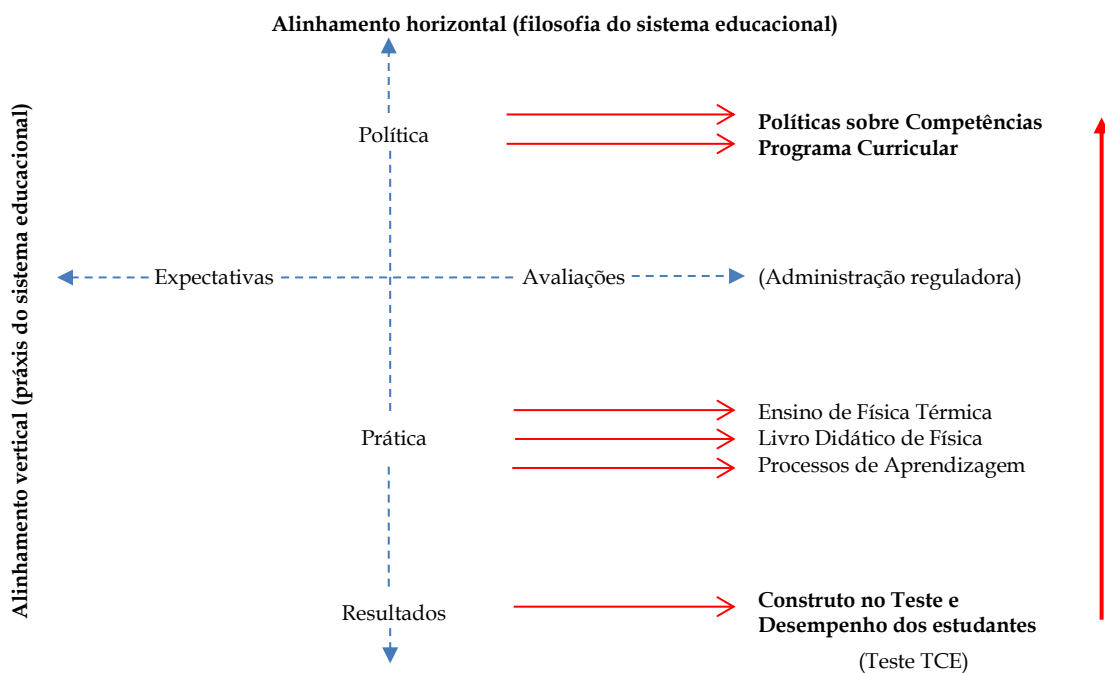 Alinhamento horizontal (filosofia do sistema educacional)
Alinhamento vertical (práxis do sistema educacional)
Política
Políticas sobre Competências
Programa Curricular
Expectativas
Avaliações
(Administração reguladora)
Prática
Ensino de Física Térmica
Livro Didático de Física
Processos de Aprendizagem
Resultados
Construto no Teste e
Desempenho dos estudantes
(Teste TCE)